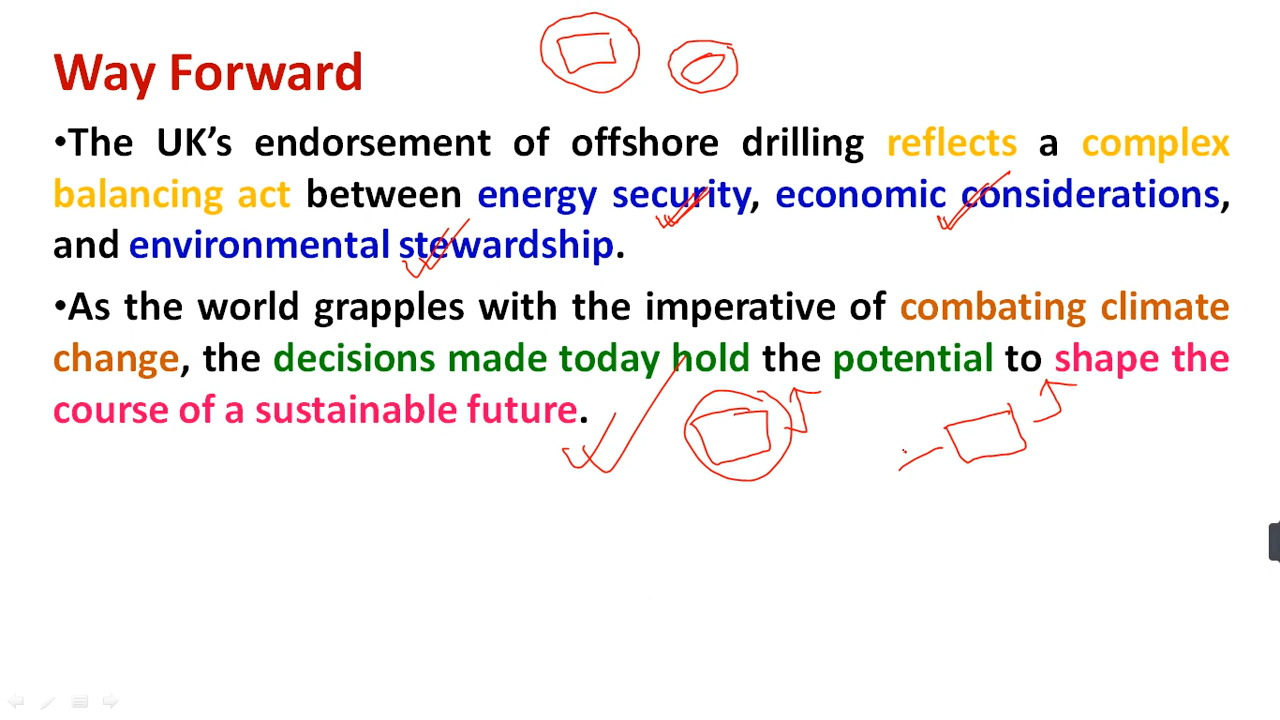 Way Forward
•The UK’s endorsement of offshore drilling reflects a complex
balancing act between energy security, economic considerations,
and environmental stewardship.
•As the world grapples with the imperative of combating climate
change, the decisions made today hold the potential to shape the
course of a sustainable future.